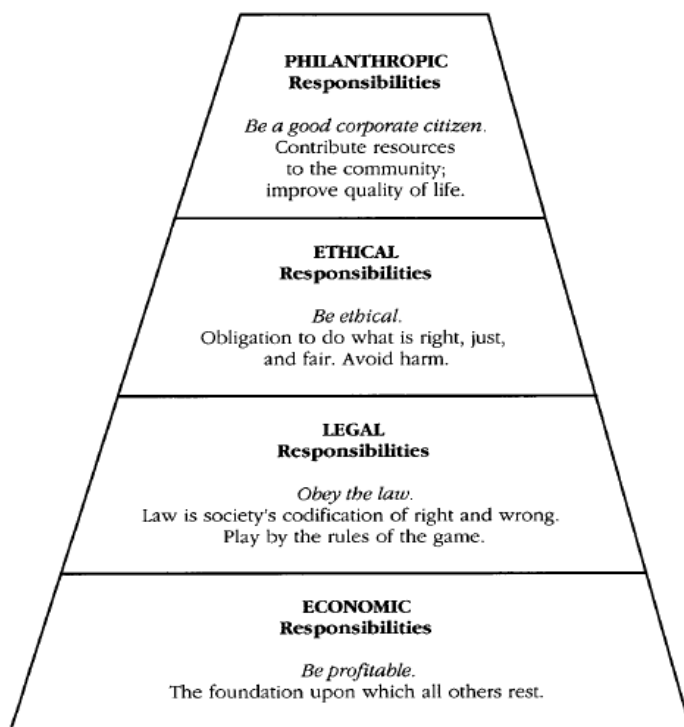 PHILANTHROPIC
Responsibilities
Be a good corporate citizen.
Contribute resources
to the community;
improve quality of life.
ETHICAL
Responsibilities
Be ethical.
Obligation to do what is right, just,
and fair. Avoid harm.
LEGAL
Responsibilities
Obey the law.
Law is society's codification of right and wrong.
Play by the rules of the game.
ECONOMIC
Responsibilities
Be profitable.
The foundation upon which all others rest.